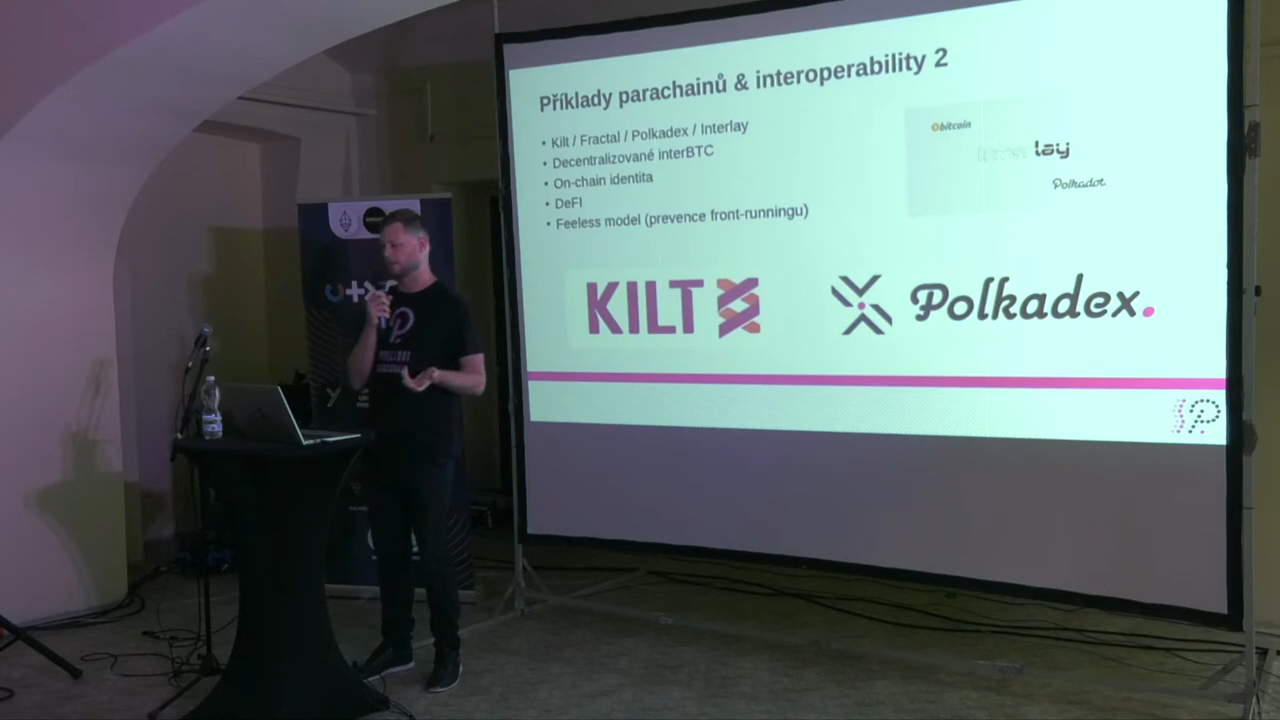 Příklady parachainů & interoperability 2
• Kilt / Fractal / Polkadex / Interlay
• Decentralizované interBTC
• On-chain identita
• DeFI
• Feeless model (prevence front-runningu)
bitcoin
interlay
Polkadot.
KILT
Polkadex.